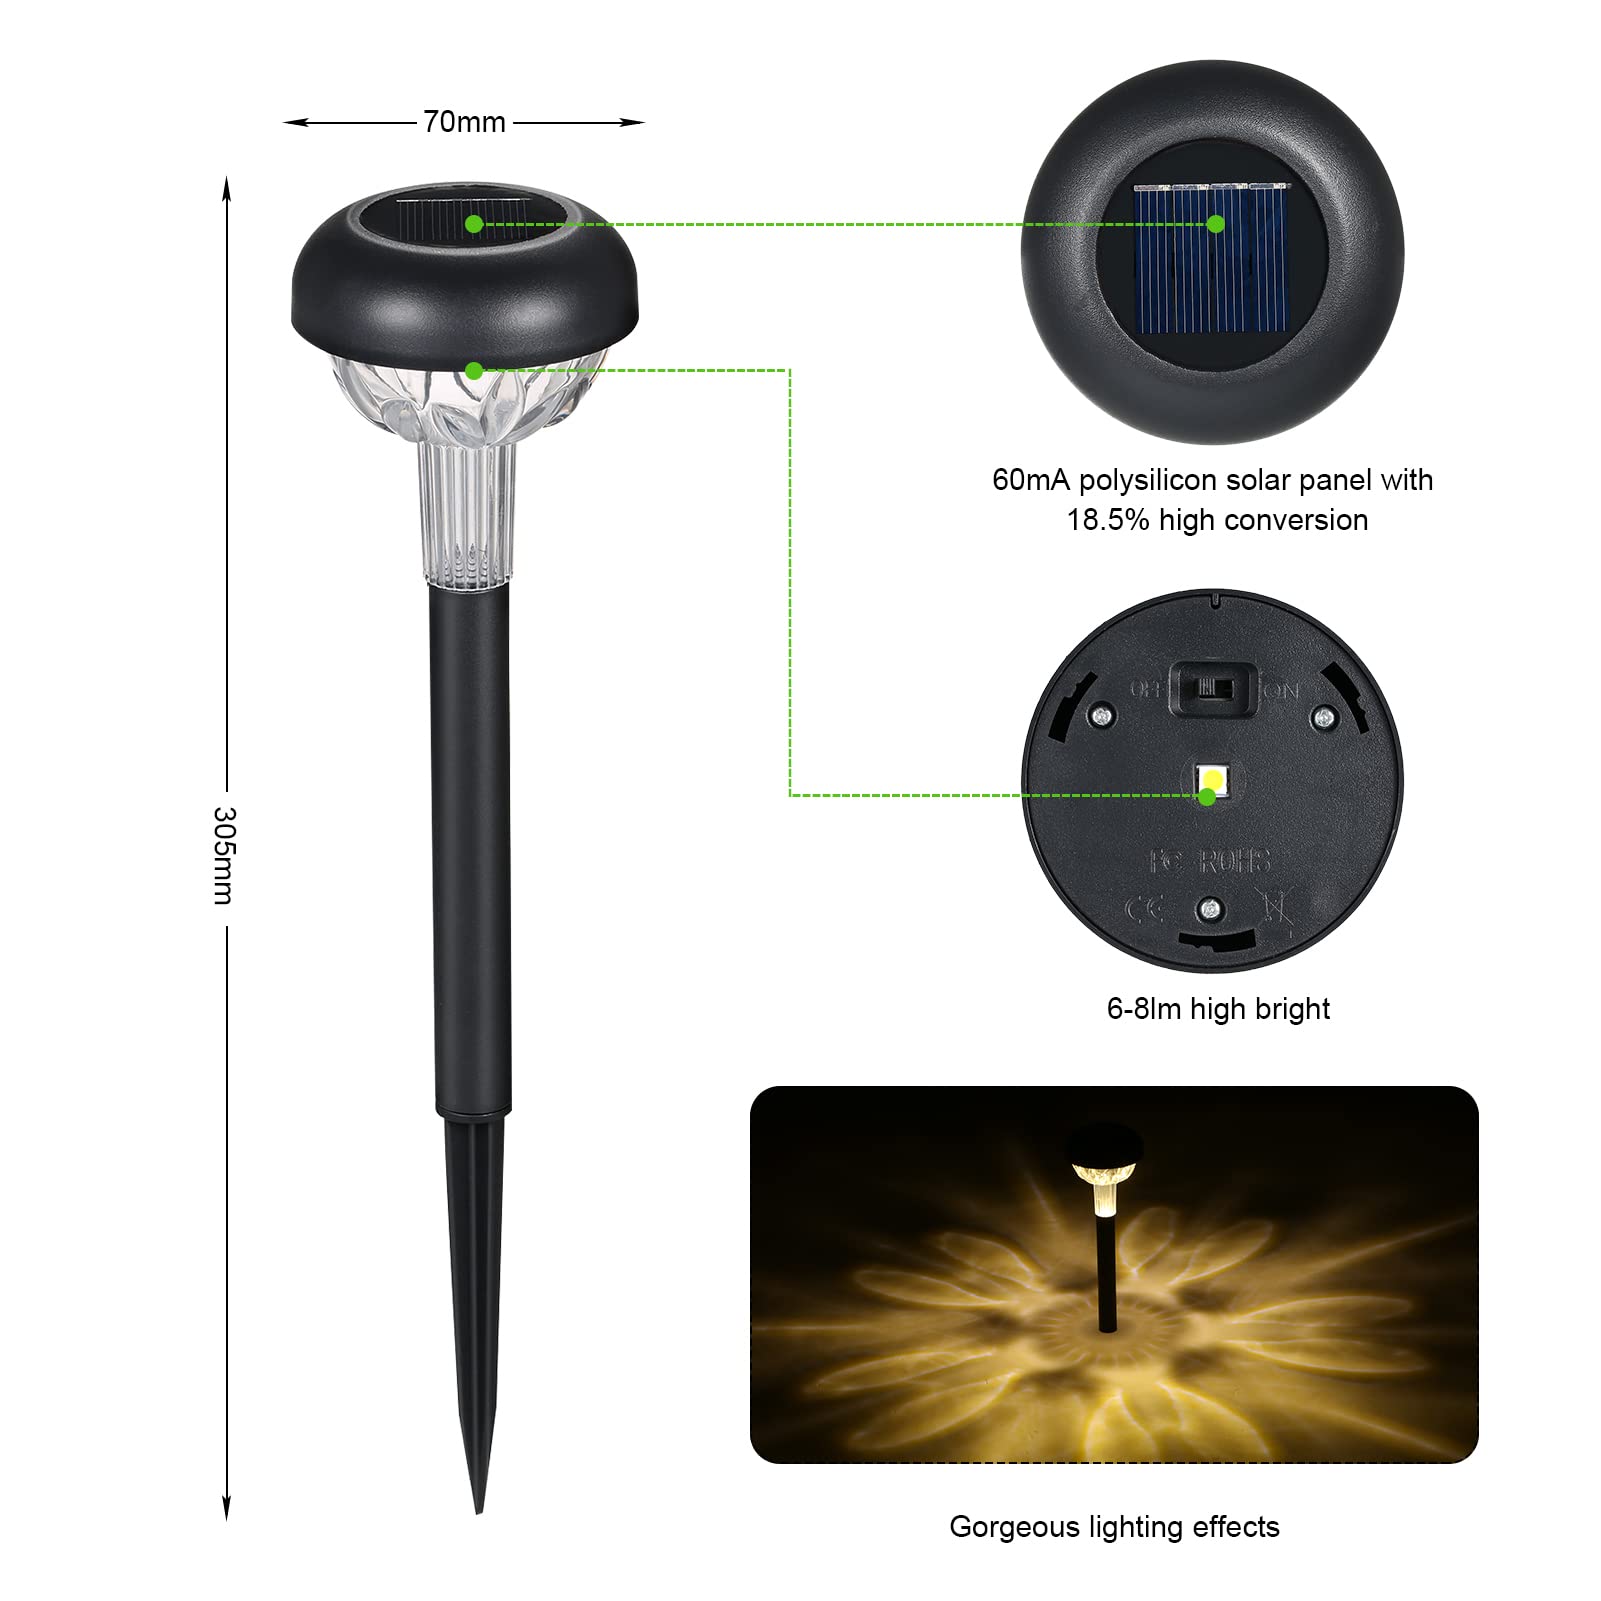 70mm
305mm
60mA polysilicon solar panel with
18.5% high conversion
OFF ON
FC ROHS
CE
6-8lm high bright
Gorgeous lighting effects